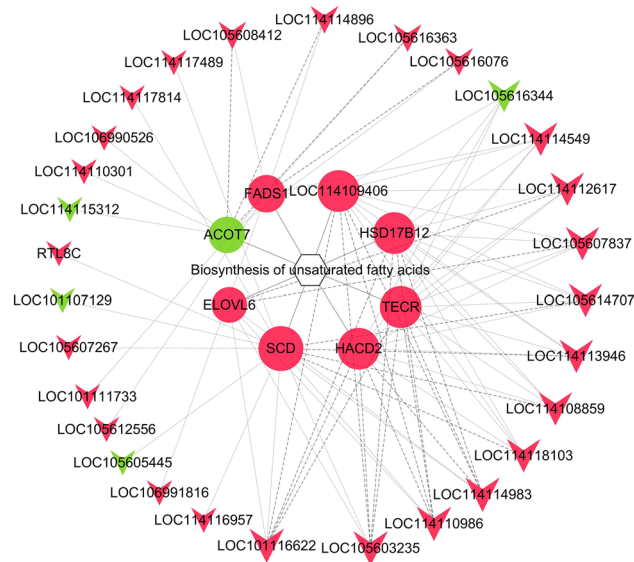 LOC114114896
LOC105608412
LOC105616363
LOC114117489
LOC105616076
LOC114117814
LOC105616344
LOC106990526
LOC114114549
LOC114110301
FADS1
LOC114109406
LOC114112617
LOC114115312
ACOT7
HSD17B12
LOC105607837
RTL8C
Biosynthesis of unsaturated fatty acids
LOC101107129
ELOVL6
TECR
LOC105614707
LOC105607267
SCD
HACD2
LOC114113946
LOC101111733
LOC114108859
LOC105612556
LOC105605445
LOC114118103
LOC106991816
LOC114114983
LOC114116957
LOC114110986
LOC101116622
LOC105603235